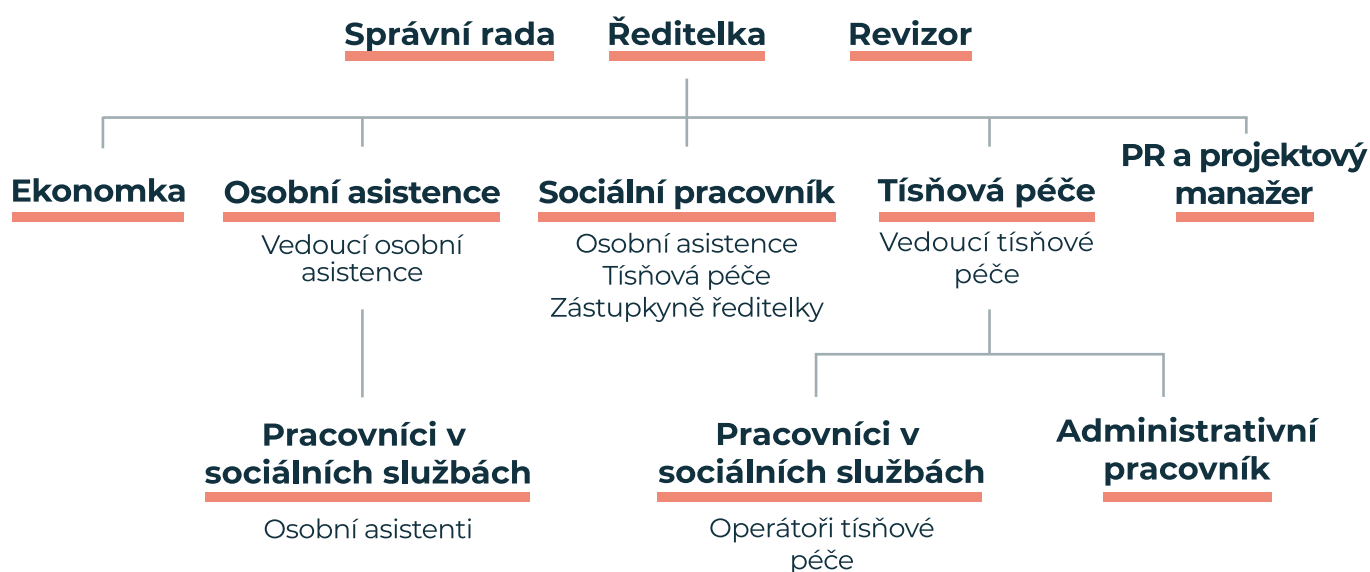 Správní rada
Ředitelka
Revizor
Ekonomka
Osobní asistence
Vedoucí osobní
asistence
Sociální pracovník
Osobní asistence
Tísňová péče
Zástupkyně ředitelky
Tísňová péče
Vedoucí tísňové
péče
PR a projektový
manažer
Pracovníci v
sociálních službách
Osobní asistenti
Pracovníci v
sociálních službách
Operátoři tísňové
péče
Administrativní
pracovník